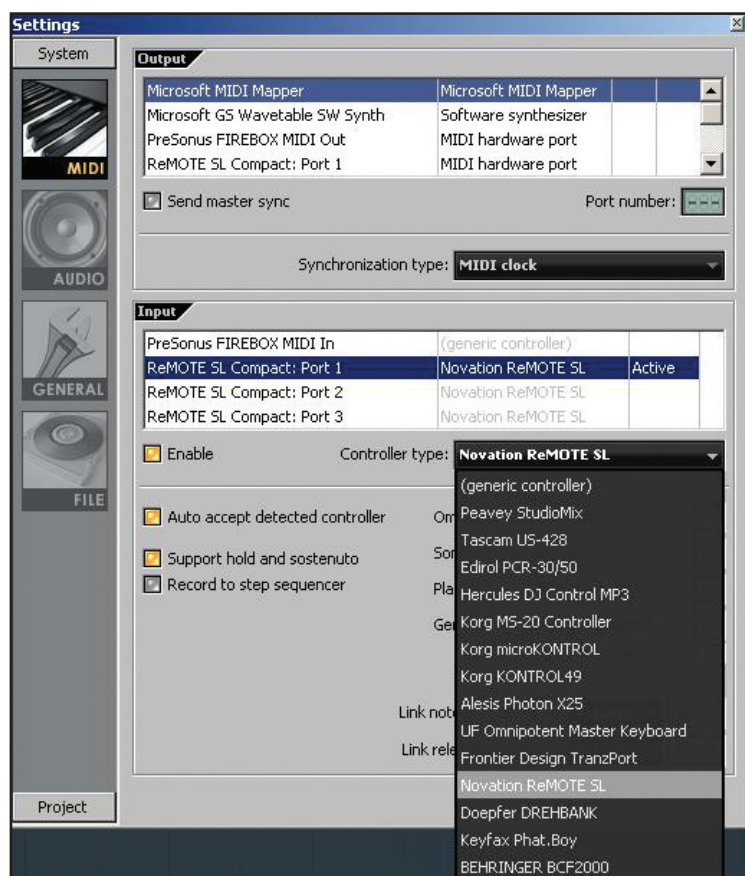 Settings
System
MIDI
AUDIO
GENERAL
FILE
Project
Output
Microsoft MIDI Mapper Microsoft MIDI Mapper
Microsoft GS Wavetable SW Synth Software synthesizer
PreSonus FIREBOX MIDI Out MIDI hardware port
ReMOTE SL Compact: Port 1 MIDI hardware port
Send master sync Port number: ---
Synchronization type: MIDI clock
Input
PreSonus FIREBOX MIDI In (generic controller)
ReMOTE SL Compact: Port 1 Novation ReMOTE SL Active
ReMOTE SL Compact: Port 2 Novation ReMOTE SL
ReMOTE SL Compact: Port 3 Novation ReMOTE SL
Enable Controller type: Novation ReMOTE SL
Auto accept detected controller
Support hold and sostenuto
Record to step sequencer
Link
Link
(generic controller)
Peavey StudioMix
Tascam US-428
Edirol PCR-30/50
Hercules DJ Control MP3
Korg MS-20 Controller
Korg microKONTROL
Korg KONTROL49
Alesis Photon X25
UF Omnipotent Master Keyboard
Frontier Design TranzPort
Novation ReMOTE SL
Doepfer DREHBANK
Keyfax Phat.Boy
BEHRINGER BCF2000